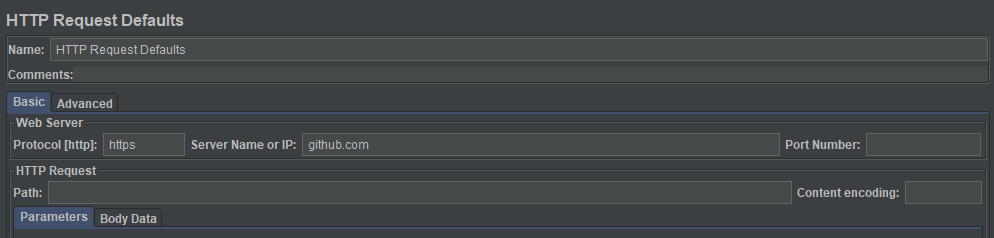 HTTP Request Defaults
Name: HTTP Request Defaults
Comments:
Basic Advanced
Web Server
Protocol [http]: https Server Name or IP: github.com Port Number:
HTTP Request
Path: Content encoding:
Parameters Body Data